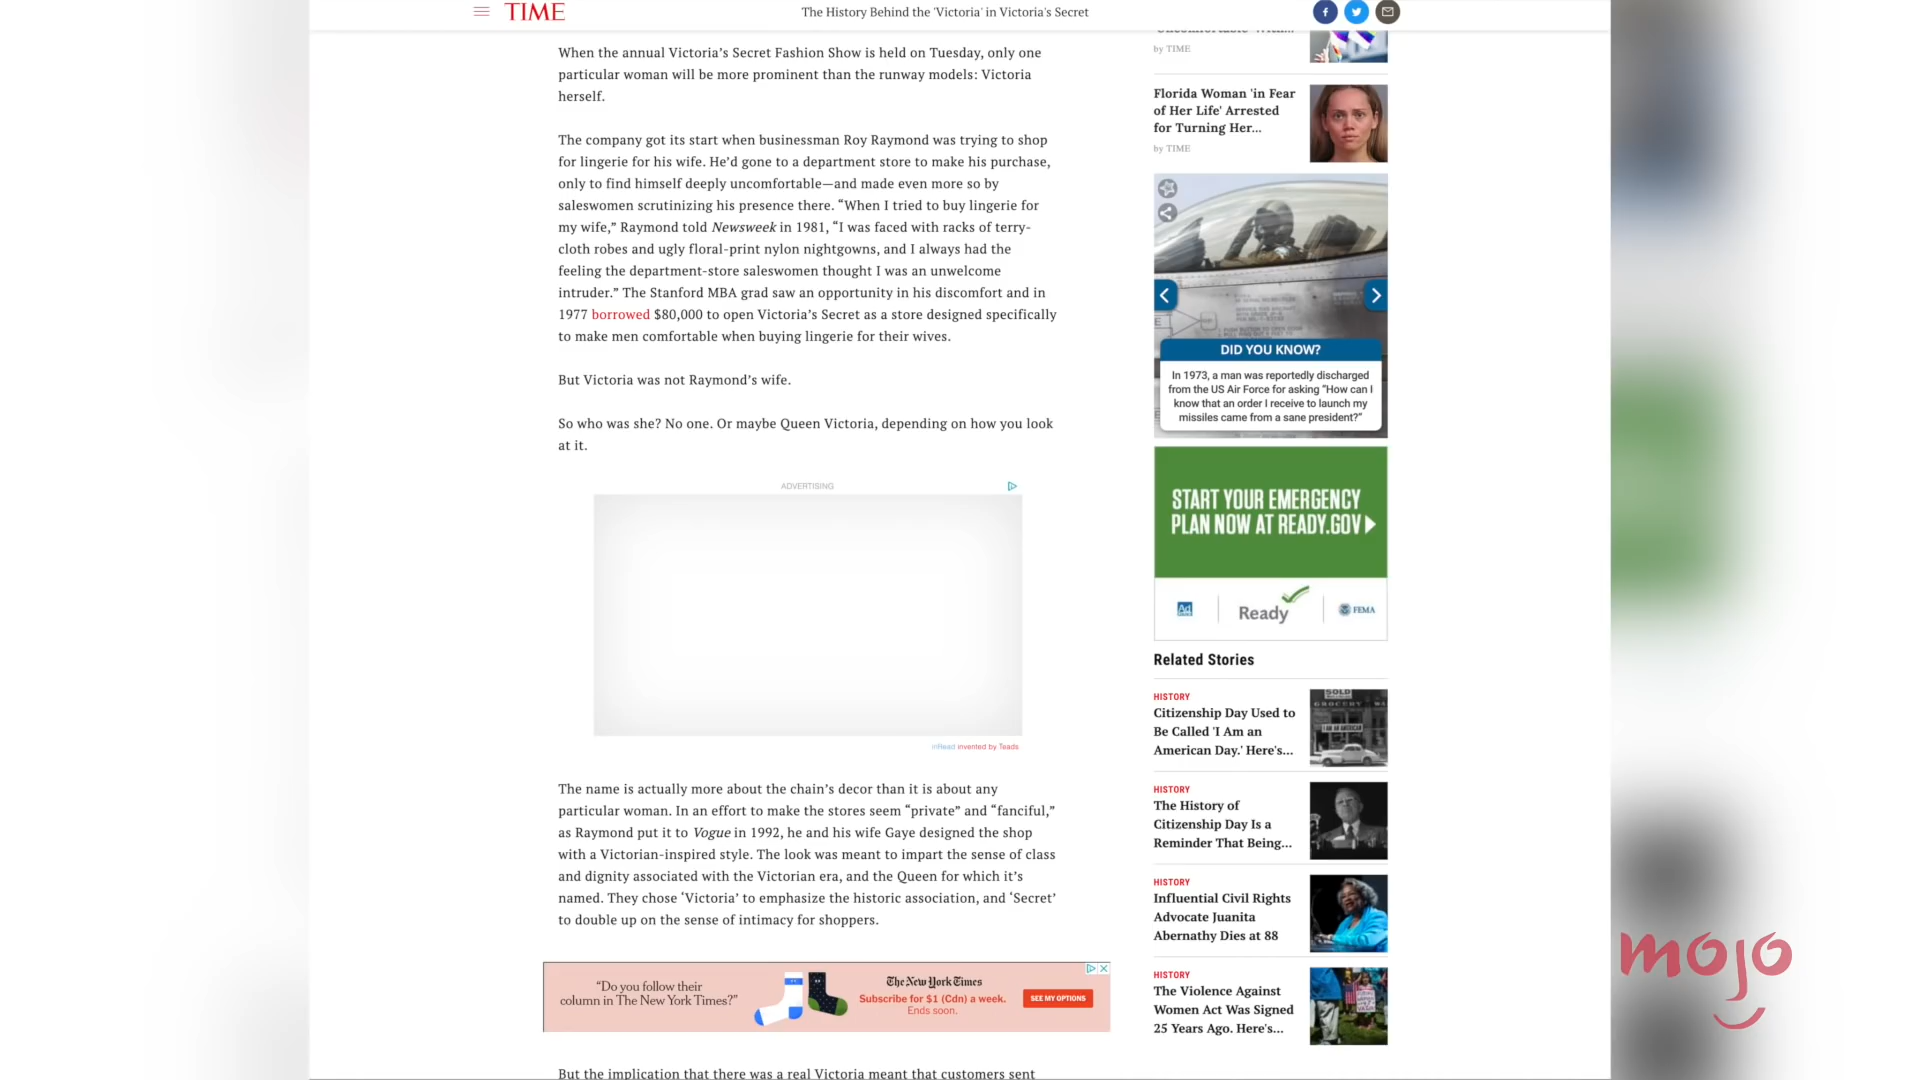 TIME
The History Behind the 'Victoria' in Victoria's Secret
When the annual Victoria’s Secret Fashion Show is held on Tuesday, only one
particular woman will be more prominent than the runway models: Victoria
herself.
The company got its start when businessman Roy Raymond was trying to shop
for lingerie for his wife. He’d gone to a department store to make his purchase,
only to find himself deeply uncomfortable—and made even more so by
saleswomen scrutinizing his presence there. “When I tried to buy lingerie for
my wife,” Raymond told Newsweek in 1981, “I was faced with racks of terry-
cloth robes and ugly floral-print nylon nightgowns, and I always had the
feeling the department-store saleswomen thought I was an unwelcome
intruder.” The Stanford MBA grad saw an opportunity in his discomfort and in
1977 borrowed $80,000 to open Victoria’s Secret as a store designed specifically
to make men comfortable when buying lingerie for their wives.
But Victoria was not Raymond’s wife.
So who was she? No one. Or maybe Queen Victoria, depending on how you look
at it.
ADVERTISING
inRead invented by Teads
The name is actually more about the chain’s decor than it is about any
particular woman. In an effort to make the stores seem “private” and “fanciful,”
as Raymond put it to Vogue in 1992, he and his wife Gaye designed the shop
with a Victorian-inspired style. The look was meant to impart the sense of class
and dignity associated with the Victorian era, and the Queen for which it’s
named. They chose ‘Victoria’ to emphasize the historic association, and ‘Secret’
to double up on the sense of intimacy for shoppers.
“Do you follow their
column in The New York Times?”
The New York Times
Subscribe for $1 (Cdn) a week.
Ends soon.
SEE MY OPTIONS
But the implication that there was a real Victoria meant that customers sent
by TIME
Florida Woman 'in Fear
of Her Life' Arrested
for Turning Her...
by TIME
DID YOU KNOW?
In 1973, a man was reportedly discharged
from the US Air Force for asking “How can I
know that an order I receive to launch my
missiles came from a sane president?”
START YOUR EMERGENCY
PLAN NOW AT READY.GOV
Ad
Ready
FEMA
Related Stories
HISTORY
Citizenship Day Used to
Be Called 'I Am an
American Day.' Here's...
SOLD
GROCERY
I AM AN AMERICAN
HISTORY
The History of
Citizenship Day Is a
Reminder That Being...
HISTORY
Influential Civil Rights
Advocate Juanita
Abernathy Dies at 88
HISTORY
The Violence Against
Women Act Was Signed
25 Years Ago. Here's...
mojo